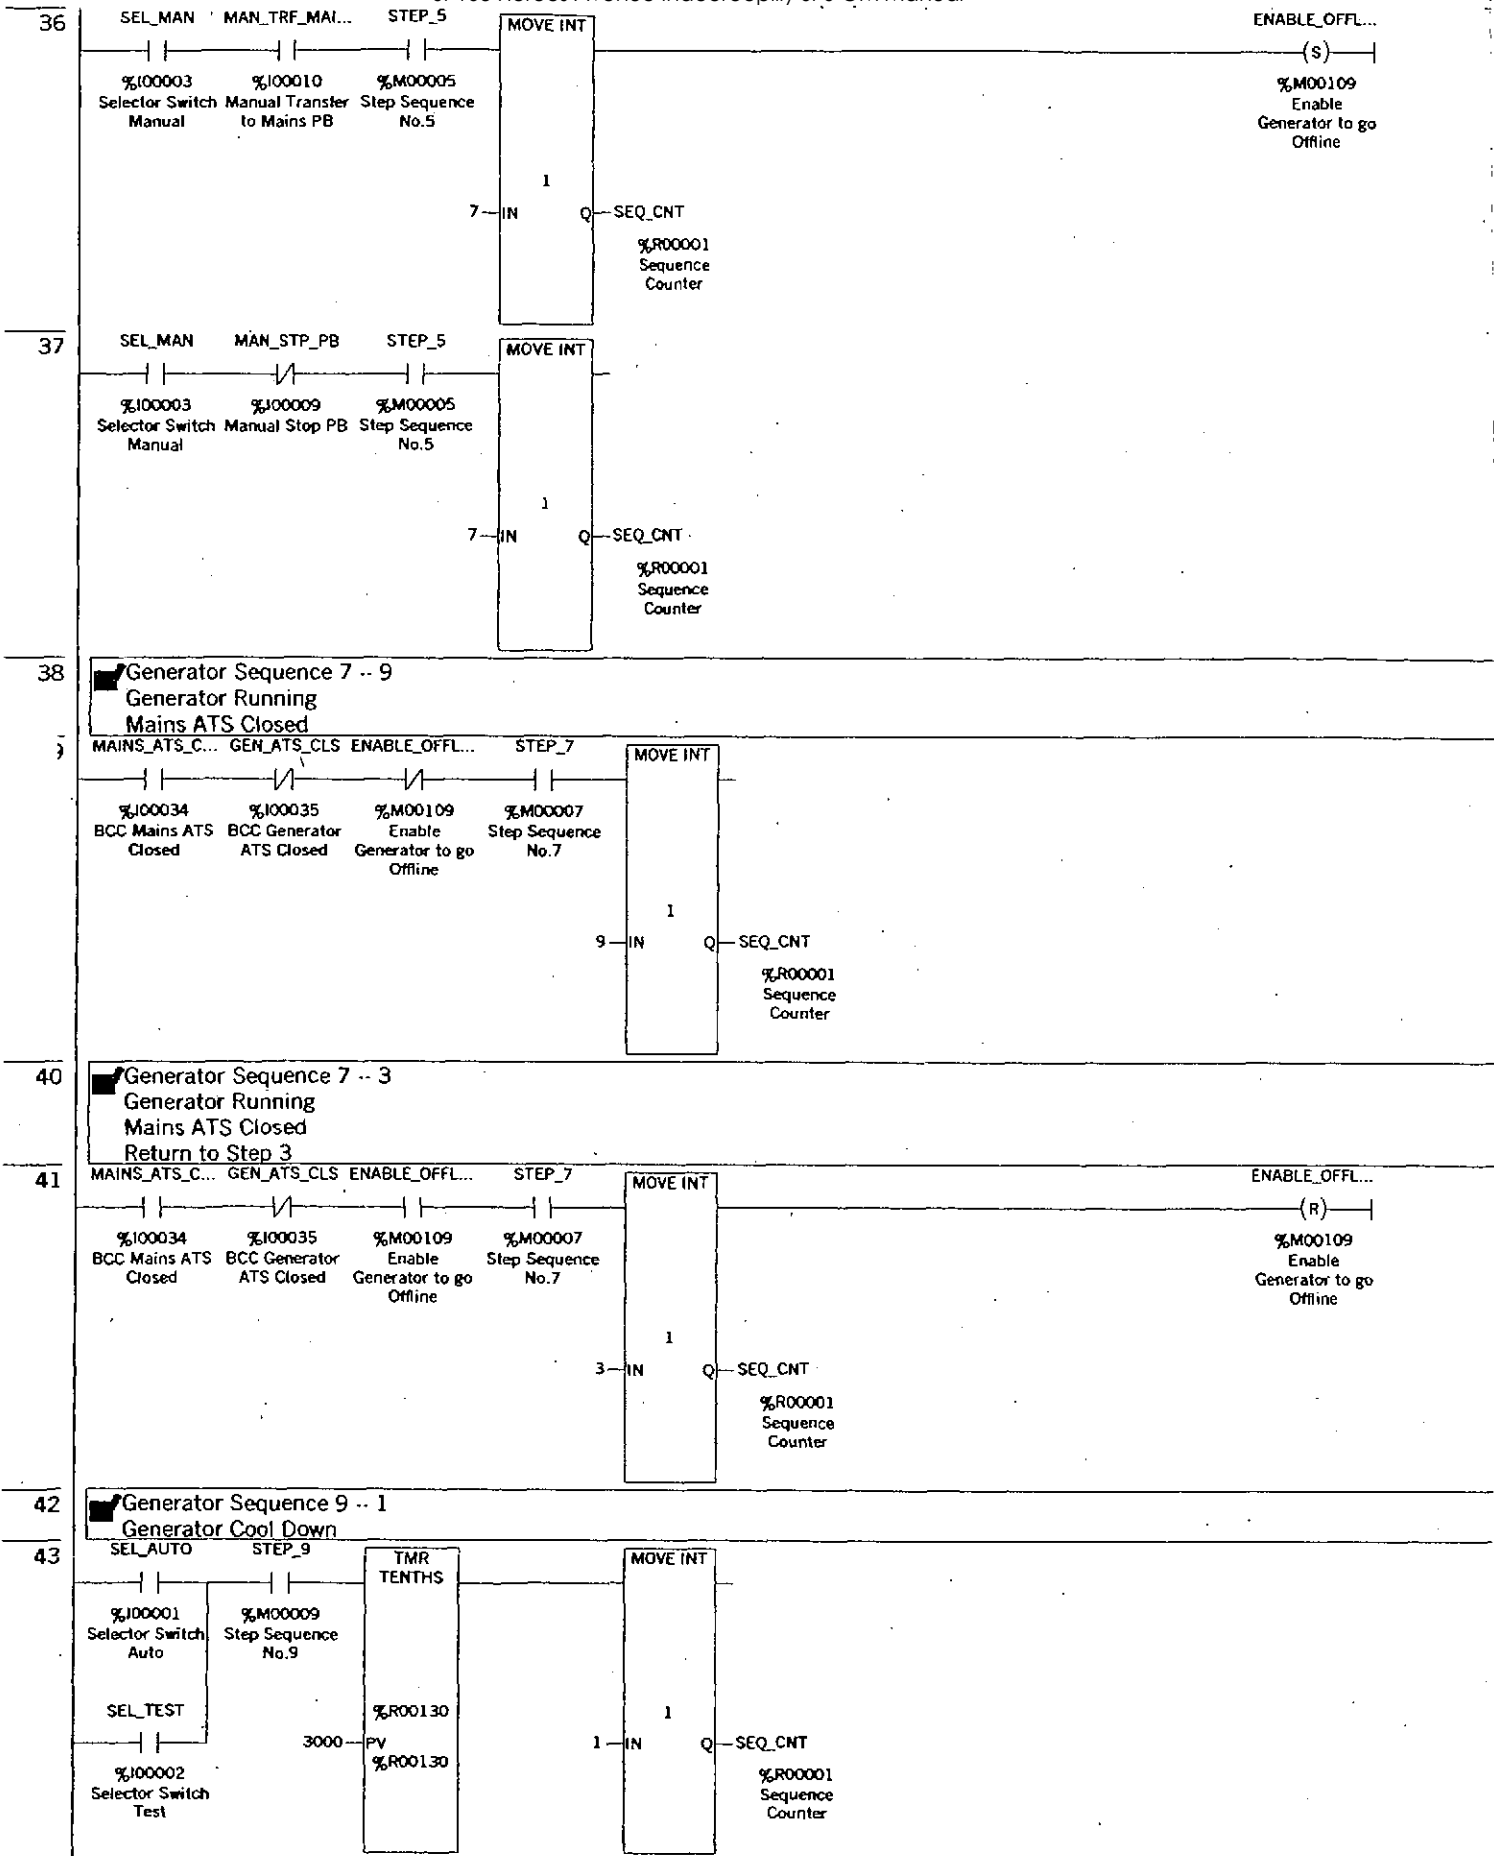 36
SEL_MAN MAN_TRF_MAI... STEP_5 MOVE INT ENABLE_OFFL...
(S)
%I00003 %I00010 %M00005 %M00109
Selector Switch Manual Transfer Step Sequence Enable
Manual to Mains PB No.5 Generator to go
Offline
1
7 IN Q SEQ_CNT
%R00001
Sequence
Counter
37
SEL_MAN MAN_STP_PB STEP_5 MOVE INT
%I00003 %I00009 %M00005
Selector Switch Manual Stop PB Step Sequence
Manual No.5
1
7 IN Q SEQ_CNT
%R00001
Sequence
Counter
38 Generator Sequence 7 -- 9
Generator Running
Mains ATS Closed
9
MAINS_ATS_C... GEN_ATS_CLS ENABLE_OFFL... STEP_7 MOVE INT
%I00034 %I00035 %M00109 %M00007
BCC Mains ATS BCC Generator Enable Step Sequence
Closed ATS Closed Generator to go No.7
Offline
1
9 IN Q SEQ_CNT
%R00001
Sequence
Counter
40 Generator Sequence 7 -- 3
Generator Running
Mains ATS Closed
Return to Step 3
41
MAINS_ATS_C... GEN_ATS_CLS ENABLE_OFFL... STEP_7 MOVE INT ENABLE_OFFL...
(R)
%I00034 %I00035 %M00109 %M00007 %M00109
BCC Mains ATS BCC Generator Enable Step Sequence Enable
Closed ATS Closed Generator to go No.7 Generator to go
Offline Offline
1
3 IN Q SEQ_CNT
%R00001
Sequence
Counter
42 Generator Sequence 9 -- 1
Generator Cool Down
43
SEL_AUTO STEP_9 TMR MOVE INT
TENTHS
%I00001 %M00009
Selector Switch Step Sequence
Auto No.9
SEL_TEST %R00130 1
3000 PV 1 IN Q SEQ_CNT
%R00130
%I00002 %R00001
Selector Switch Sequence
Test Counter